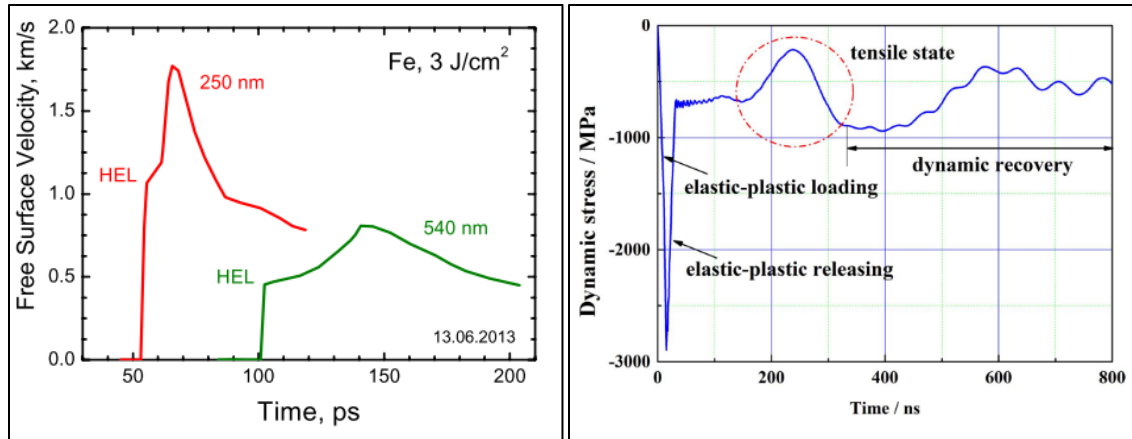 Fe, 3 J/cm²
250 nm
HEL
540 nm
HEL
13.06.2013
Free Surface Velocity, km/s
2.0
1.5
1.0
0.5
0.0
50
100
150
200
Time, ps
tensile state
dynamic recovery
elastic-plastic loading
elastic-plastic releasing
Dynamic stress / MPa
0
-1000
-2000
-3000
0
200
400
600
800
Time / ns